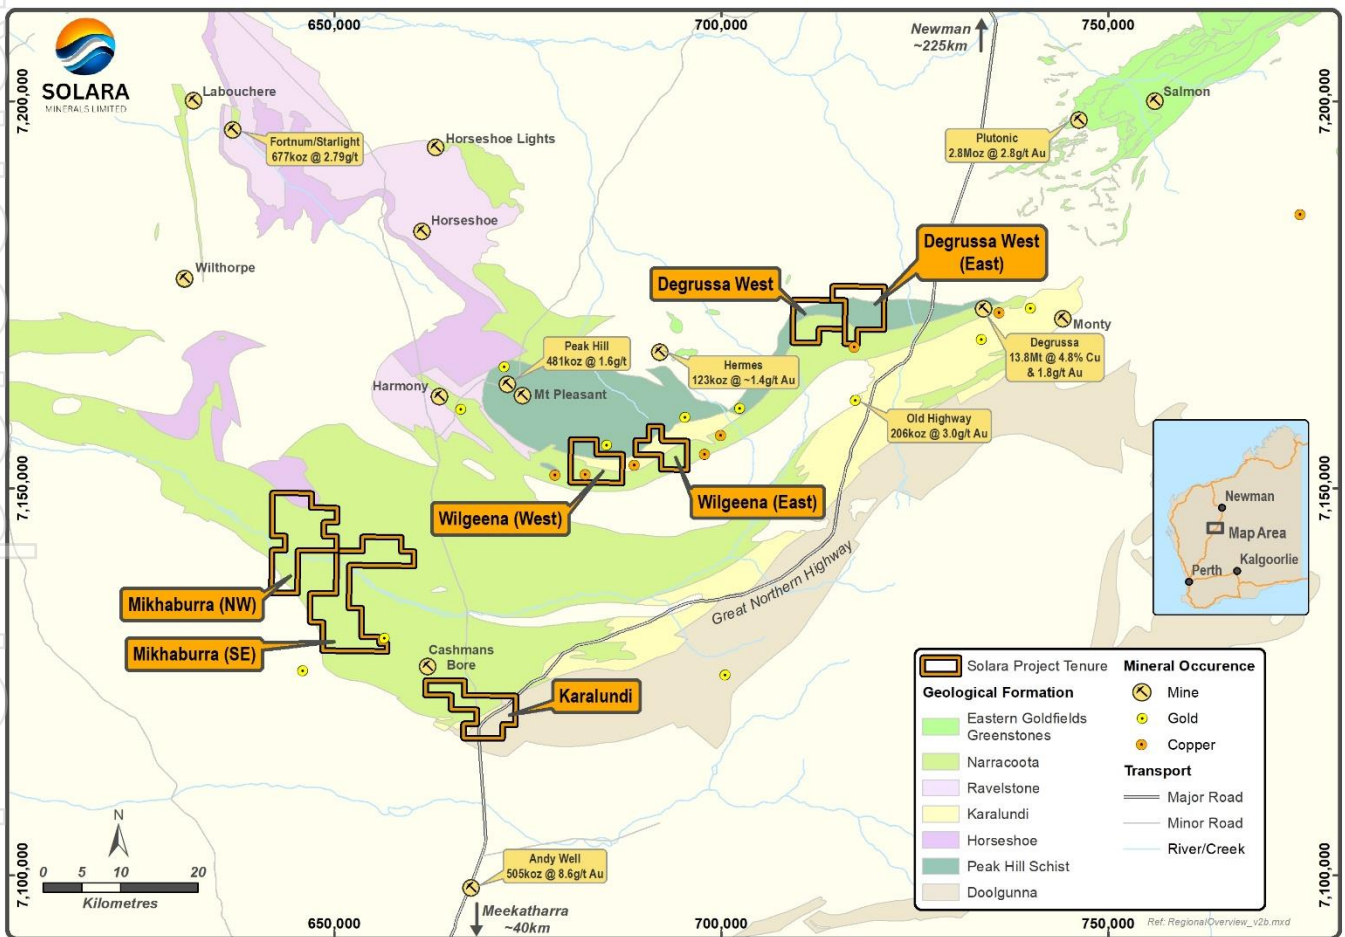 650,000
700,000
750,000
SOLARA
MINERALS LIMITED
Newman
~225km
7,200,000
7,200,000
Labouchere
Fortnum/Starlight
677koz @ 2.79g/t
Horseshoe Lights
Plutonic
2.8Moz @ 2.8g/t Au
Salmon
Horseshoe
Wilthorpe
Degrussa West
(East)
Degrussa West
Monty
Degrussa
13.8Mt @ 4.8% Cu
& 1.8g/t Au
Peak Hill
481koz @ 1.6g/t
Hermes
123koz @ ~1.4g/t Au
Harmony
Mt Pleasant
Old Highway
206koz @ 3.0g/t Au
7,150,000
7,150,000
Wilgeena (West)
Wilgeena (East)
Great Northern Highway
Mikhaburra (NW)
Mikhaburra (SE)
Cashmans
Bore
Karalundi
Newman
Map Area
Kalgoorlie
Perth
Solara Project Tenure
Geological Formation
Eastern Goldfields
Greenstones
Narracoota
Ravelstone
Karalundi
Horseshoe
Peak Hill Schist
Doolgunna
Mineral Occurence
Mine
Gold
Copper
Transport
Major Road
Minor Road
River/Creek
N
0 5 10 20
Kilometres
7,100,000
7,100,000
Andy Well
505koz @ 8.6g/t Au
Meekatharra
~40km
650,000
700,000
750,000
Ref: RegionalOverview_v2b.mxd